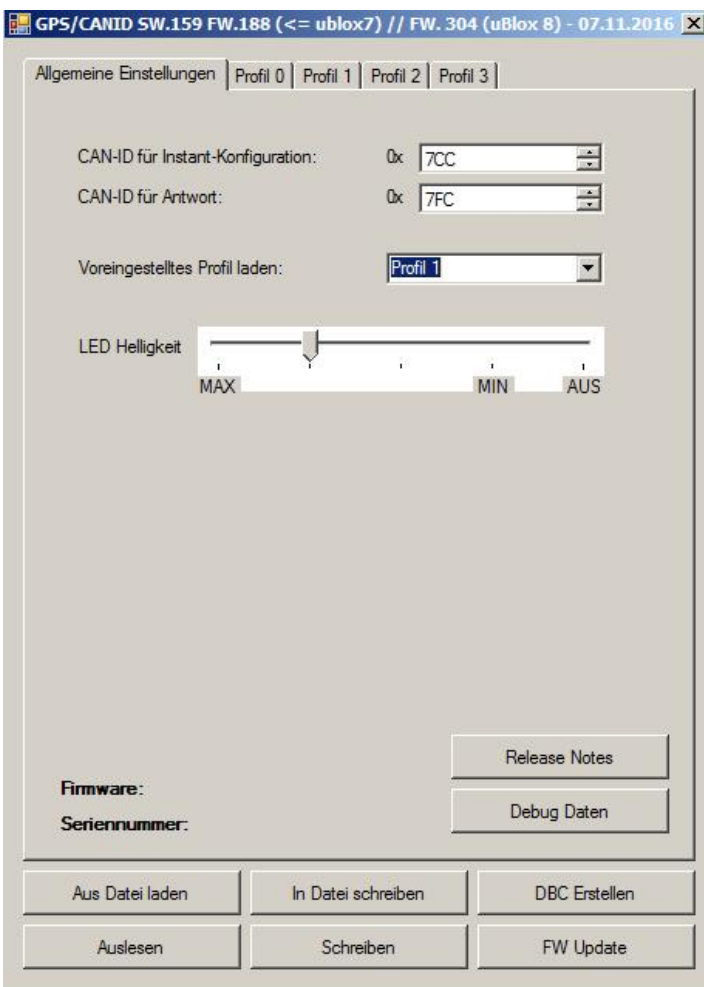 GPS/CANID SW.159 FW.188 (<= ublox7) // FW. 304 (uBlox 8) - 07.11.2016
Allgemeine Einstellungen Profil 0 Profil 1 Profil 2 Profil 3
CAN-ID für Instant-Konfiguration: 0x 7CC
CAN-ID für Antwort: 0x 7FC
Voreingestelltes Profil laden: Profil 1
LED Helligkeit
MAX MIN AUS
Release Notes
Firmware:
Debug Daten
Seriennummer:
Aus Datei laden In Datei schreiben DBC Erstellen
Auslesen Schreiben FW Update